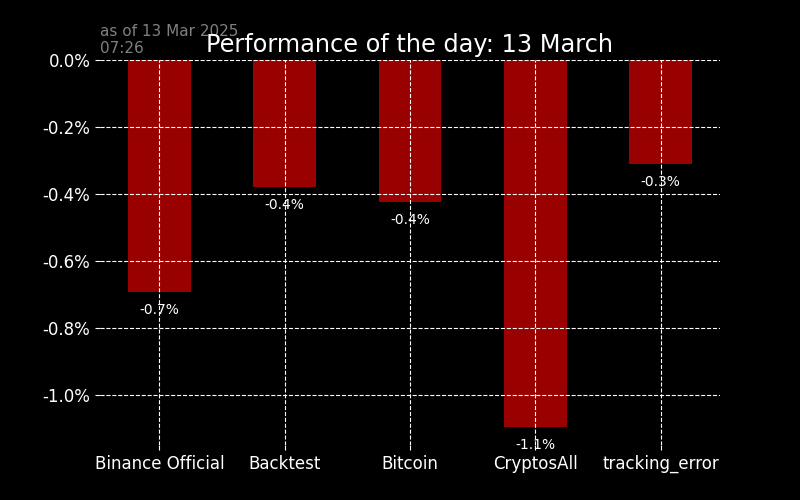 as of 13 Mar 2025
07:26
Performance of the day: 13 March
0.0%
-0.2%
-0.4%
-0.6%
-0.8%
-1.0%
-0.7%
-0.4%
-0.4%
-1.1%
-0.3%
Binance Official
Backtest
Bitcoin
CryptosAll
tracking_error